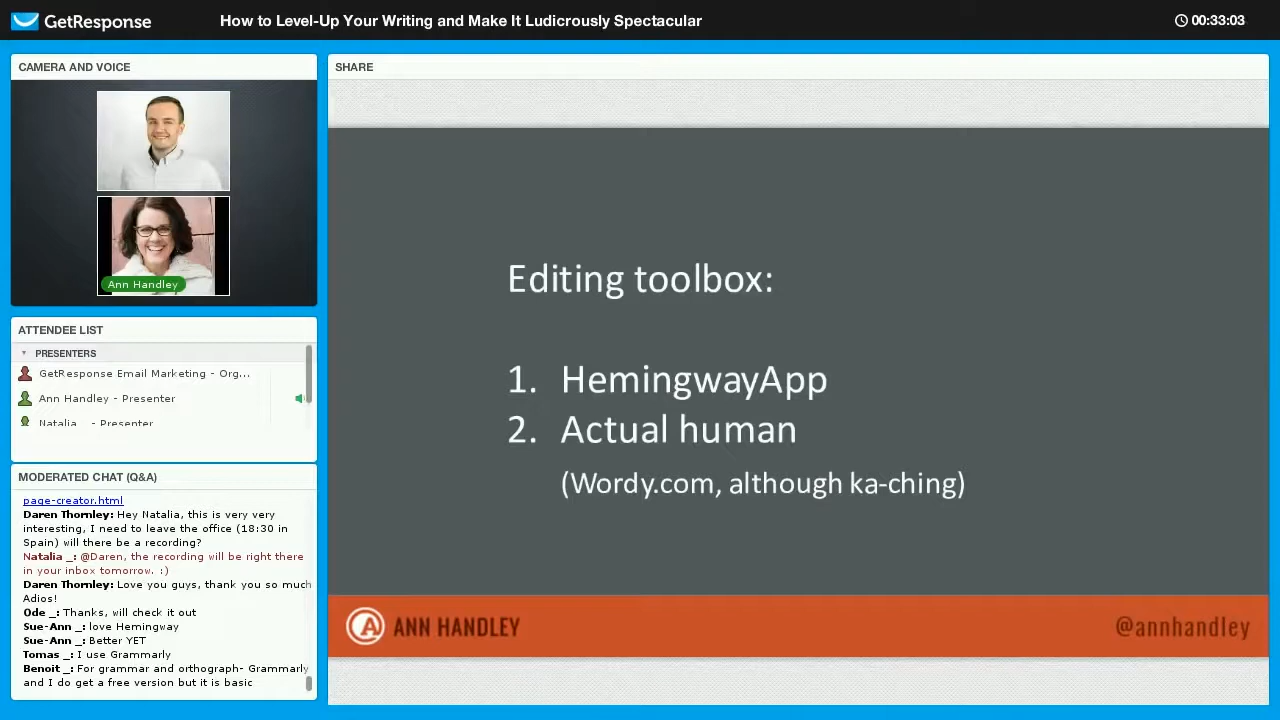 GetResponse
How to Level-Up Your Writing and Make It Ludicrously Spectacular
00:33:03
CAMERA AND VOICE
Ann Handley
ATTENDEE LIST
PRESENTERS
GetResponse Email Marketing - Org...
Ann Handley - Presenter
Natalia _ - Presenter
MODERATED CHAT (Q&A)
page-creator.html
Daren Thornley: Hey Natalia, this is very very
interesting, I need to leave the office (18:30 in
Spain) will there be a recording?
Natalia _: @Daren, the recording will be right there
in your inbox tomorrow. :)
Daren Thornley: Love you guys, thank you so much
Adios!
Ode _: Thanks, will check it out
Sue-Ann _: love Hemingway
Sue-Ann _: Better YET
Tomas _: I use Grammarly
Benoit _: For grammar and orthograph- Grammarly
and I do get a free version but it is basic
SHARE
Editing toolbox:
1. HemingwayApp
2. Actual human
(Wordy.com, although ka-ching)
ANN HANDLEY
@annhandley